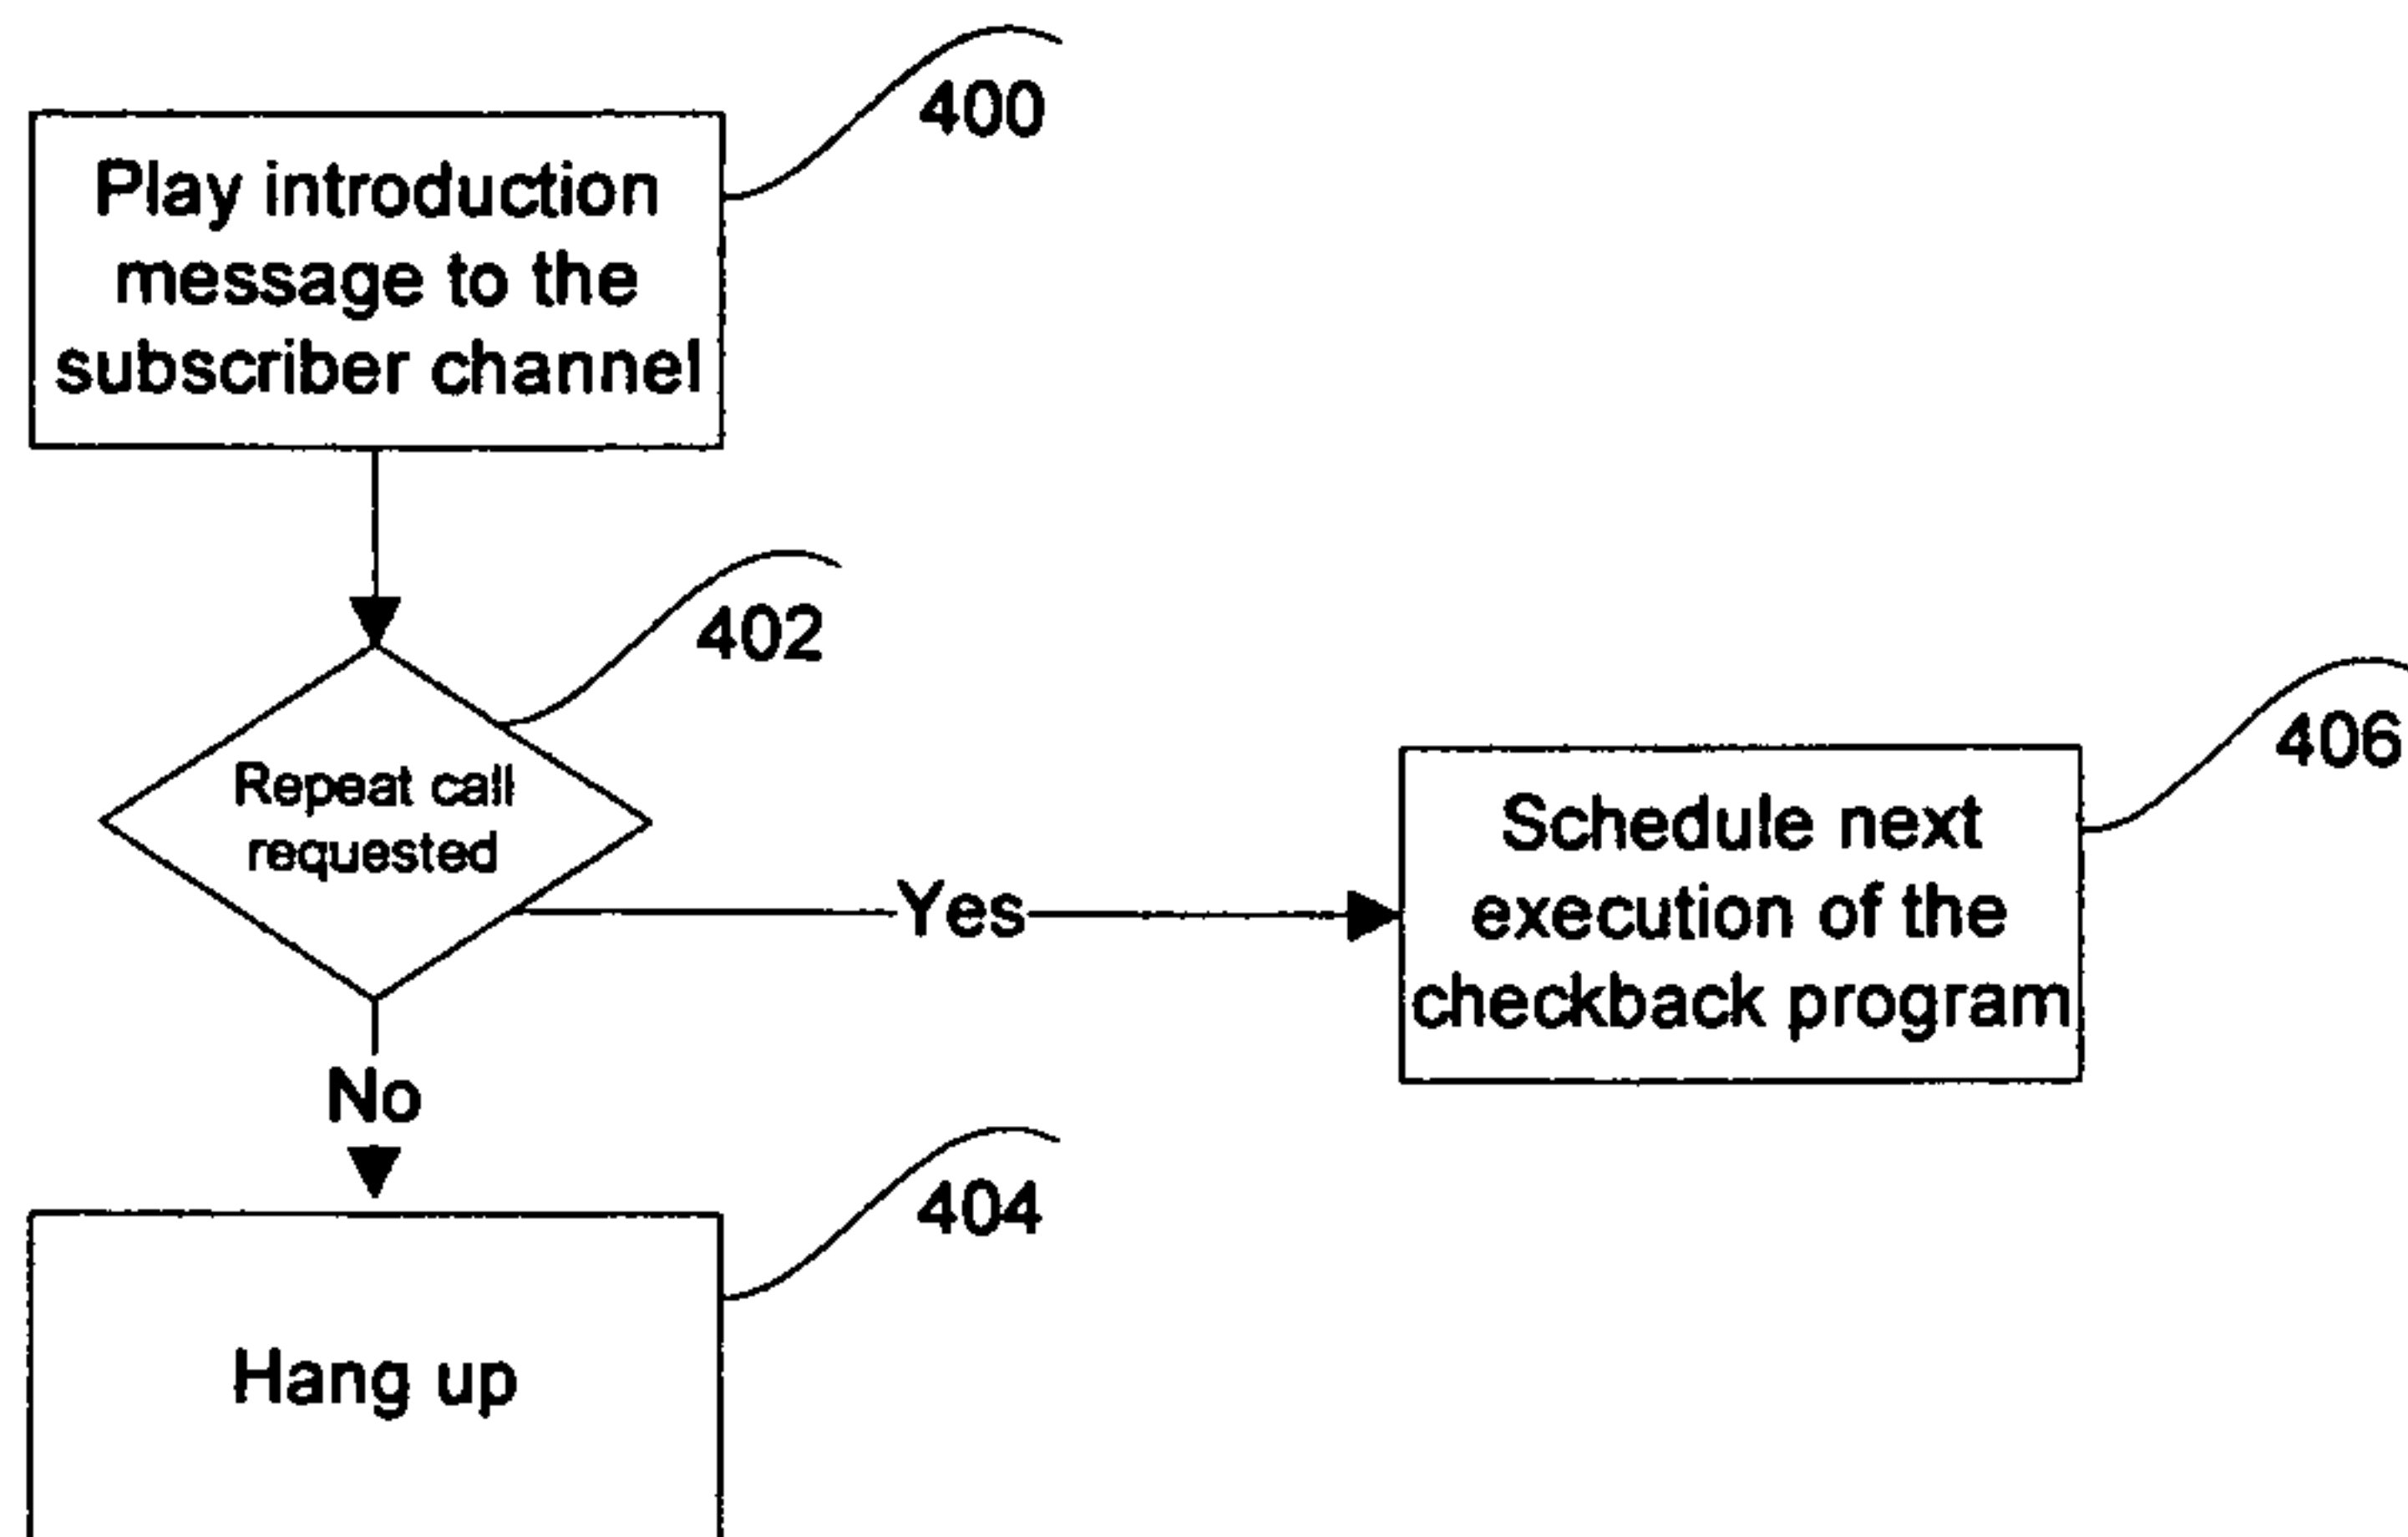 400
Play introduction
message to the
subscriber channel
402
Repeat call
requested
406
Schedule next
execution of the
checkback program
Yes
No
404
Hang up